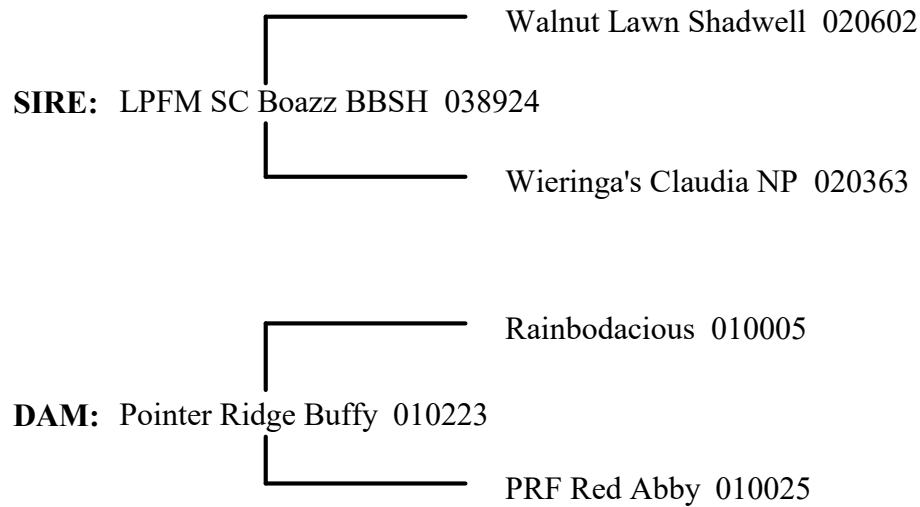 Walnut Lawn Shadwell 020602
SIRE: LPFM SC Boazz BBSH 038924
Wieringa's Claudia NP 020363
Rainbodacious 010005
DAM: Pointer Ridge Buffy 010223
PRF Red Abby 010025